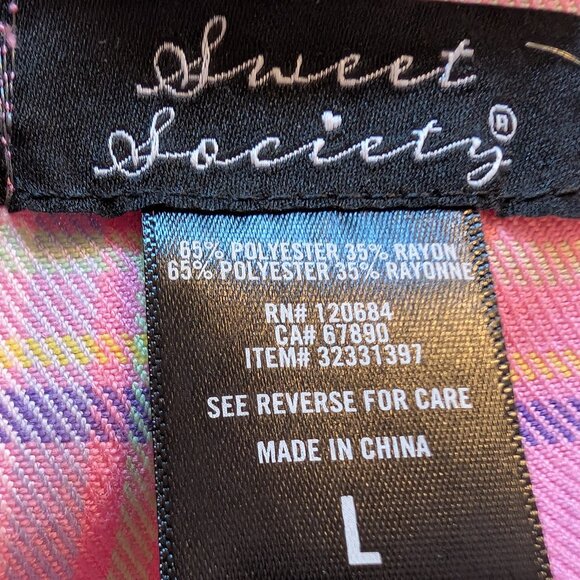 Sweet
Society®
65% POLYESTER 35% RAYON
65% POLYESTER 35% RAYONNE
RN# 120684
CA# 67890
ITEM# 32331397
SEE REVERSE FOR CARE
MADE IN CHINA
L